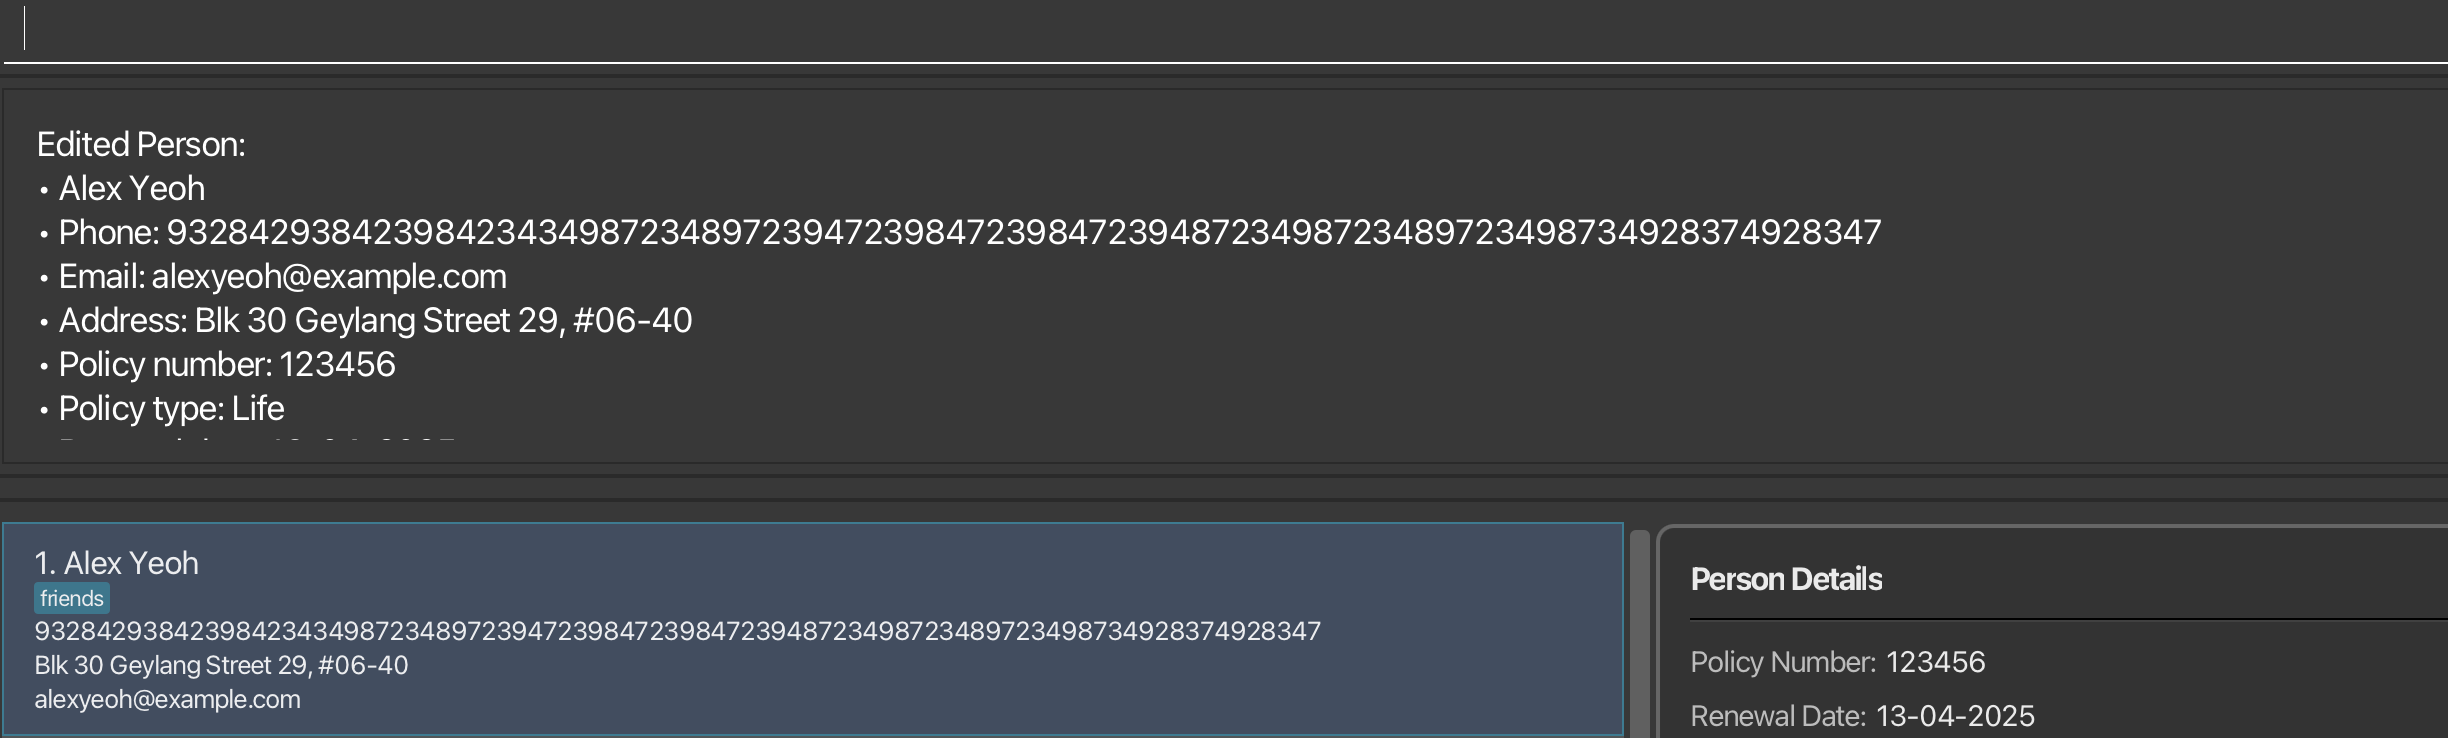 Edited Person:
• Alex Yeoh
• Phone: 932842938423984234349872348972394723984723984723948723498723489723498734928374928347
• Email: alexyeoh@example.com
• Address: Blk 30 Geylang Street 29, #06-40
• Policy number: 123456
• Policy type: Life
1. Alex Yeoh
friends
932842938423984234349872348972394723984723984723948723498723489723498734928374928347
Blk 30 Geylang Street 29, #06-40
alexyeoh@example.com
Person Details
Policy Number: 123456
Renewal Date: 13-04-2025